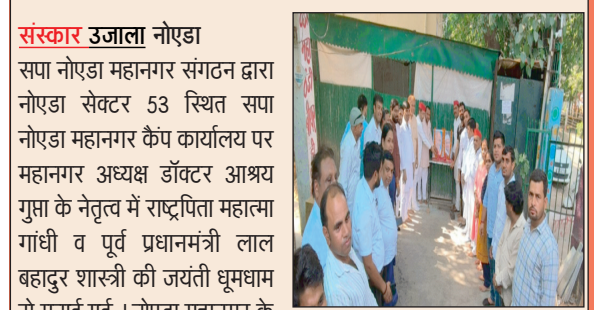 संस्कार उजाला नोएडा
सपा नोएडा महानगर संगठन द्वारा
नोएडा सेक्टर 53 स्थित सपा
नोएडा महानगर कैंप कार्यालय पर
महानगर अध्यक्ष डॉक्टर आश्रय
गुप्ता के नेतृत्व में राष्ट्रपिता महात्मा
गांधी व पूर्व प्रधानमंत्री लाल
बहादुर शास्त्री की जयंती धूमधाम